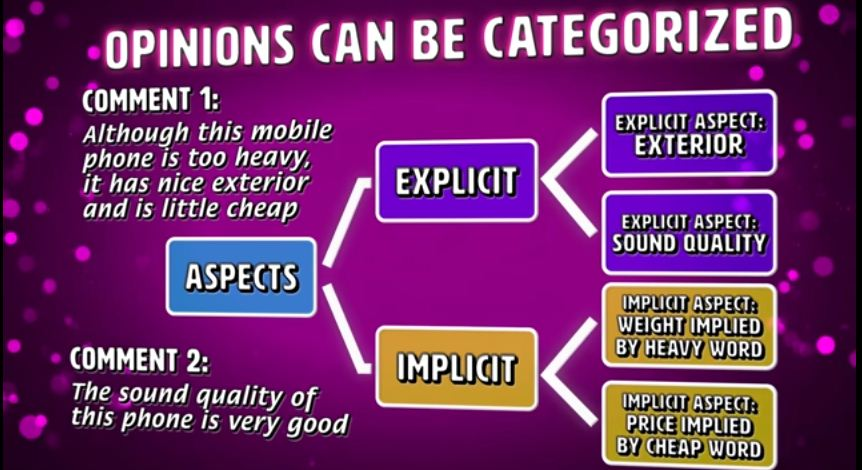 OPINIONS CAN BE CATEGORIZED
COMMENT 1:
Although this mobile
phone is too heavy,
it has nice exterior
and is little cheap
ASPECTS
COMMENT 2:
The sound quality of
this phone is very good
EXPLICIT
IMPLICIT
EXPLICIT ASPECT:
EXTERIOR
EXPLICIT ASPECT:
SOUND QUALITY
IMPLICIT ASPECT:
WEIGHT IMPLIED
BY HEAVY WORD
IMPLICIT ASPECT:
PRICE IMPLIED
BY CHEAP WORD